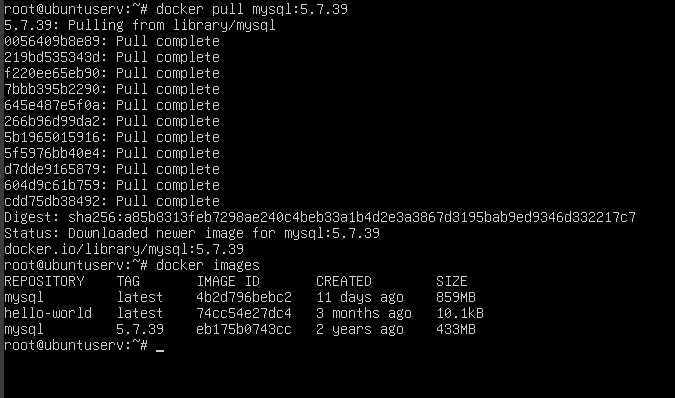 root@ubuntuserv:~# docker pull mysql:5.7.39
5.7.39: Pulling from library/mysql
0056409b8e89: Pull complete
219bd535343d: Pull complete
f220ee65eb90: Pull complete
7bbb395b2290: Pull complete
645e487e5f0a: Pull complete
266b96d99da2: Pull complete
5b1965015916: Pull complete
5f5976bb40e4: Pull complete
d7dde9165879: Pull complete
604d9c61b759: Pull complete
cdd75db38492: Pull complete
Digest: sha256:a85b8313feb7298ae240c4beb33a1b4d2e3a3867d3195bab9ed9346d332217c7
Status: Downloaded newer image for mysql:5.7.39
docker.io/library/mysql:5.7.39
root@ubuntuserv:~# docker images
REPOSITORY    TAG       IMAGE ID       CREATED        SIZE
mysql         latest    4b2d796bebc2   11 days ago    859MB
hello-world   latest    74cc54e27dc4   3 months ago   10.1kB
mysql         5.7.39    eb175b0743cc   2 years ago    433MB
root@ubuntuserv:~# _